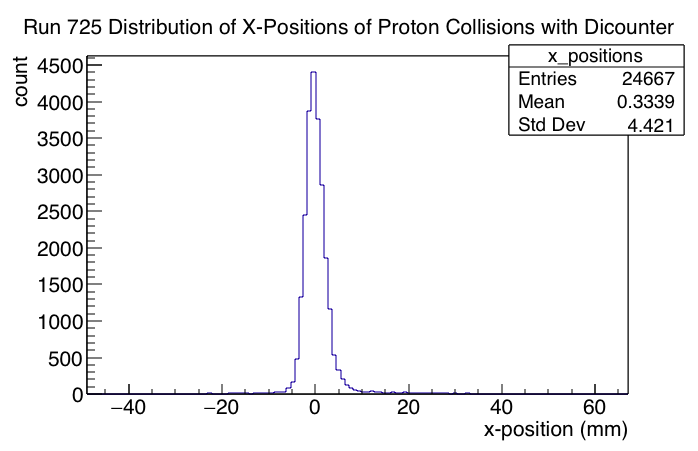 Run 725 Distribution of X-Positions of Proton Collisions with Dicounter
x_positions
Entries 24667
Mean 0.3339
Std Dev 4.421
count
4500
4000
3500
3000
2500
2000
1500
1000
500
0
−40 −20 0 20 40 60
x-position (mm)